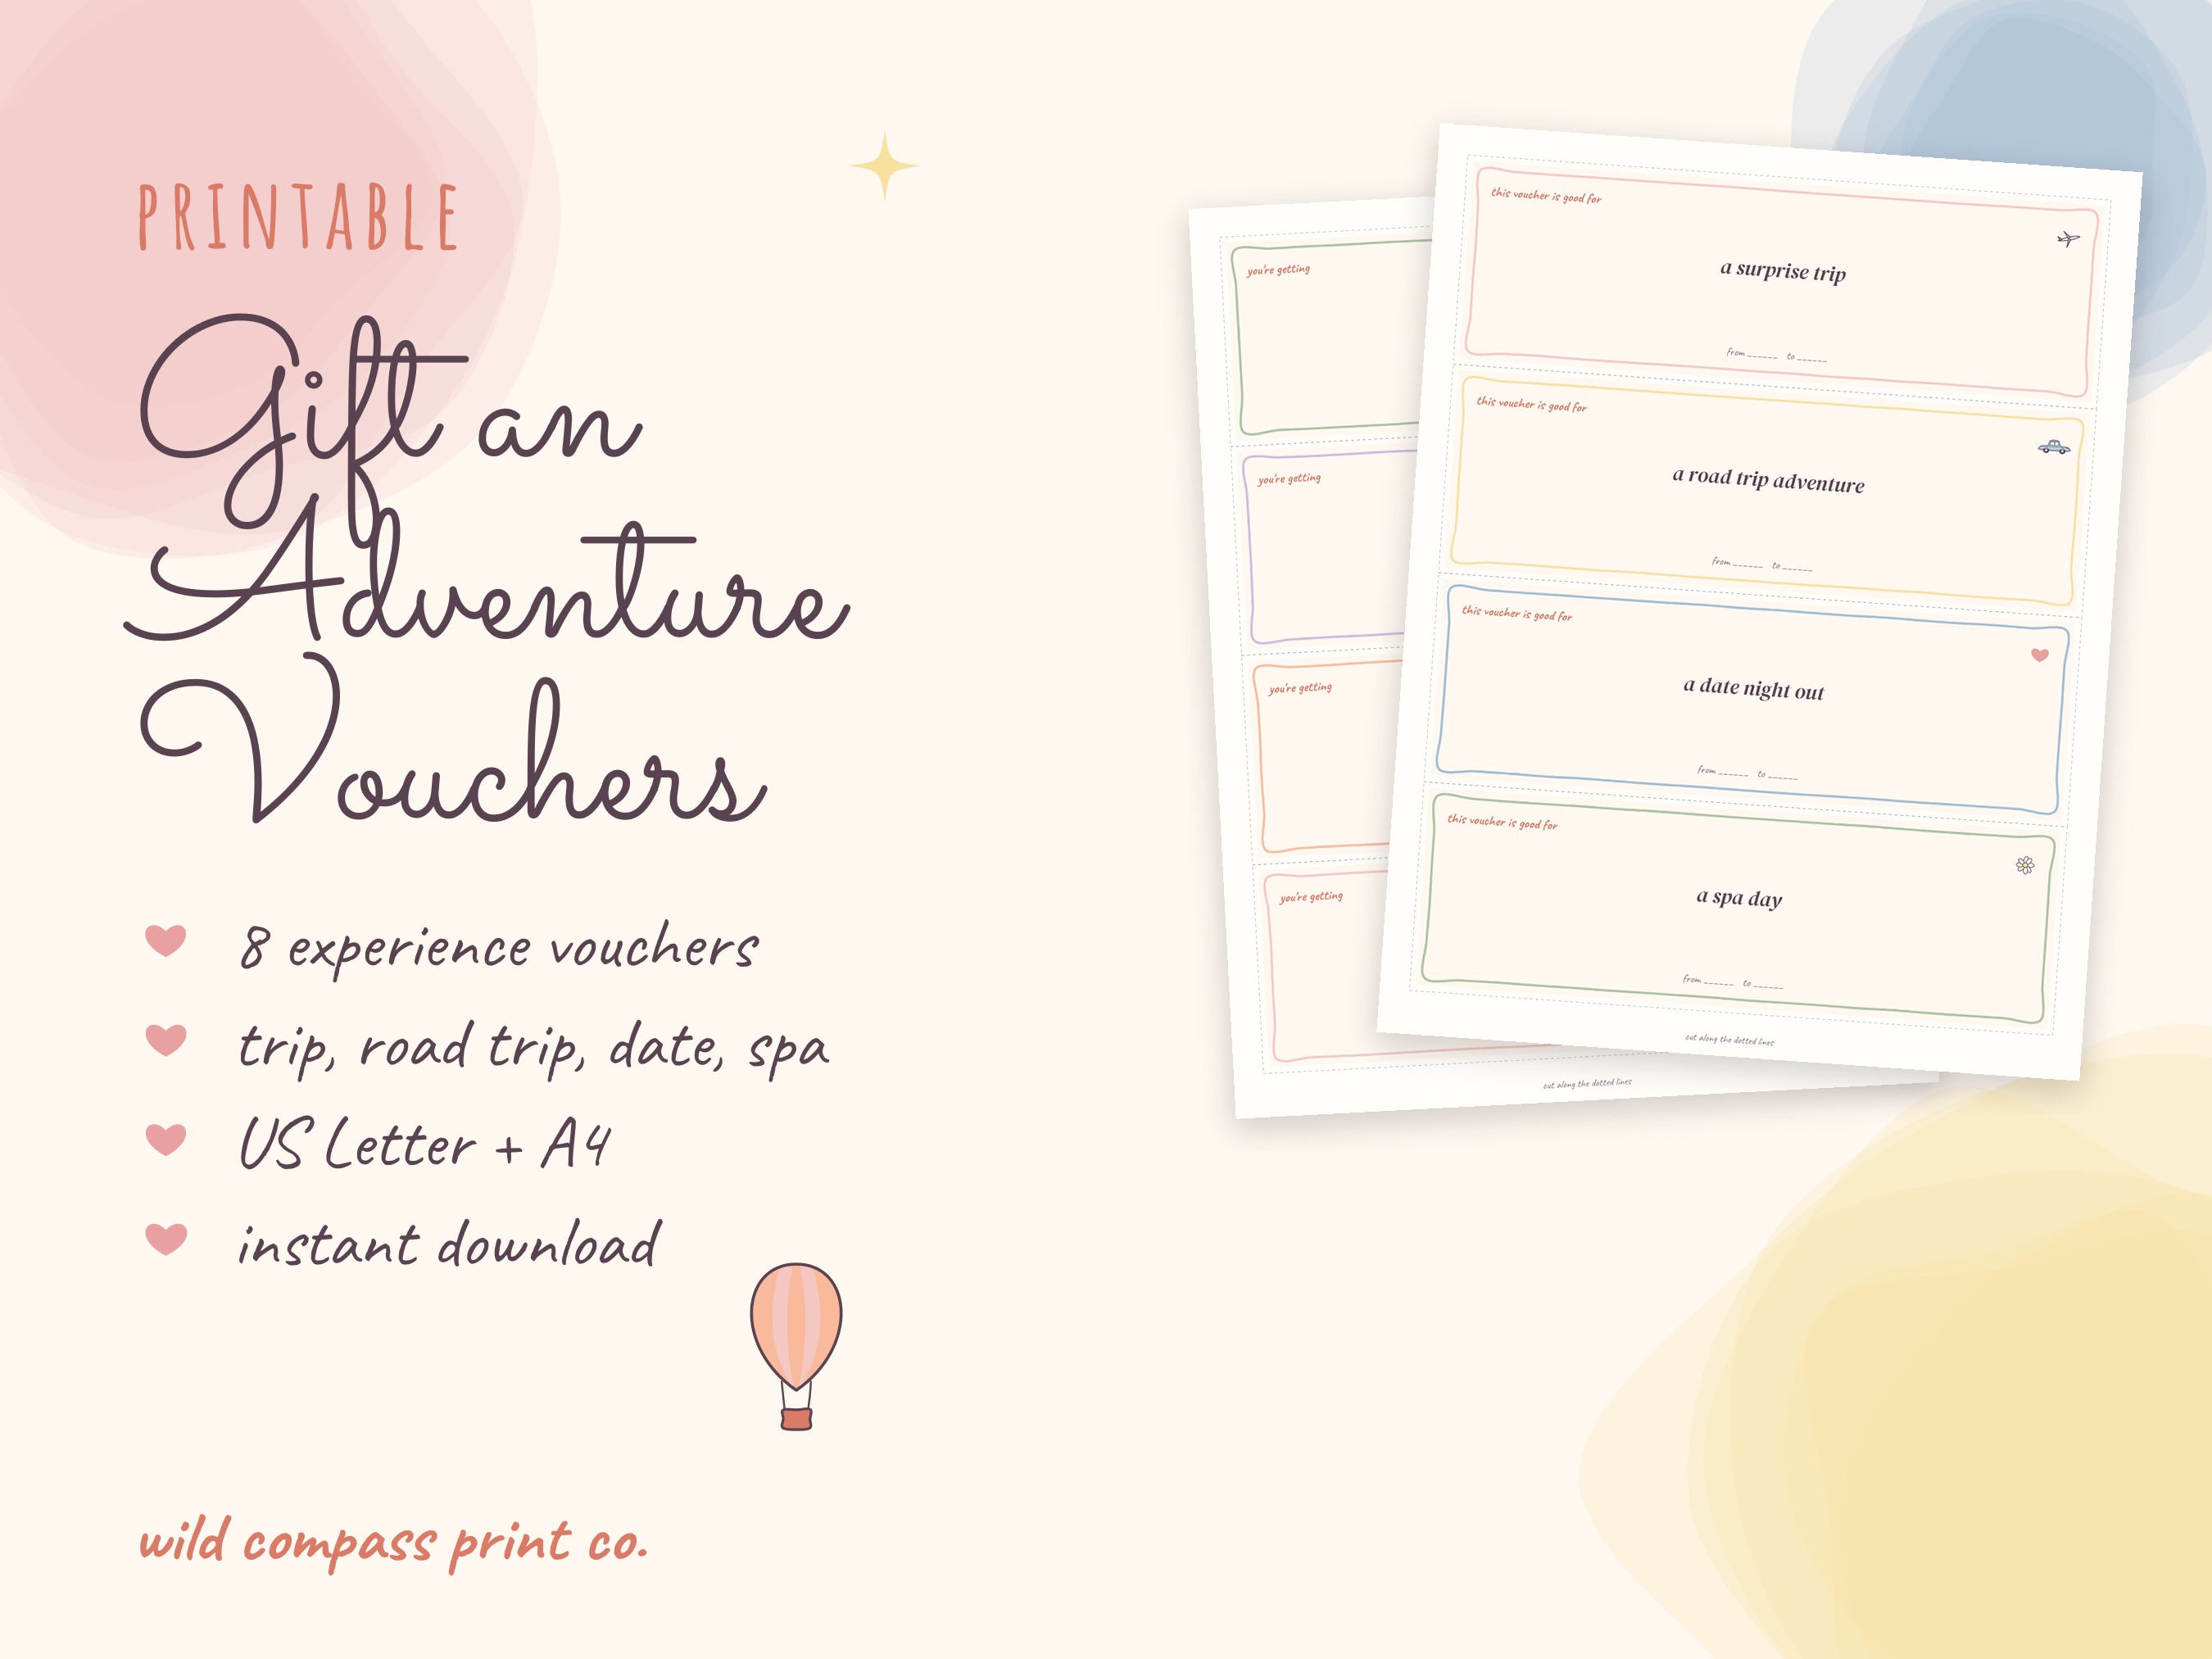 PRINTABLE
Gift an
Adventure
Vouchers
8 experience vouchers
trip, road trip, date, spa
US Letter + A4
instant download
wild compass print co.
you're getting
you're getting
you're getting
you're getting
cut along the dotted lines
this voucher is good for
a surprise trip
from ______ to ______
this voucher is good for
a road trip adventure
from ______ to ______
this voucher is good for
a date night out
from ______ to ______
this voucher is good for
a spa day
from ______ to ______
cut along the dotted lines